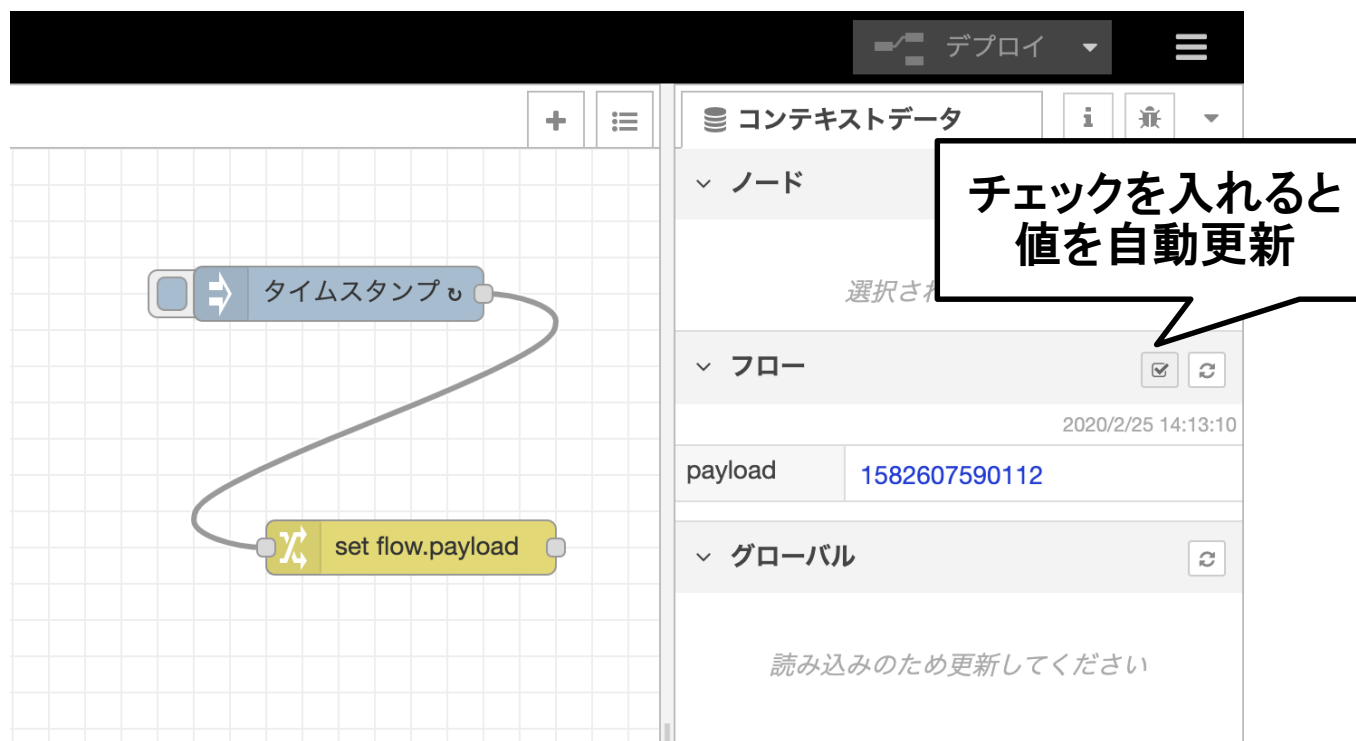 デプロイ
コンテキストデータ
ノード
チェックを入れると
値を自動更新
選択され
タイムスタンプ ↻
フロー
2020/2/25 14:13:10
payload 1582607590112
set flow.payload
グローバル
読み込みのため更新してください